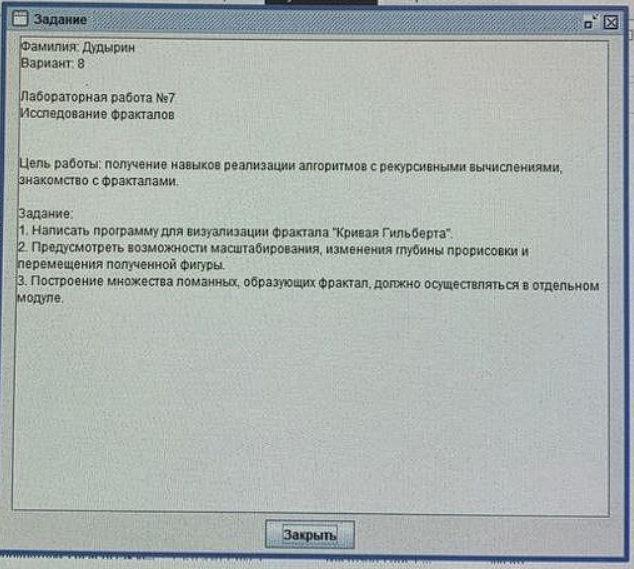 Задание
Фамилия: Дудырин
Вариант: 8
Лабораторная работа №7
Исследование фракталов
Цель работы: получение навыков реализации алгоритмов с рекурсивными вычислениями,
знакомство с фракталами.
Задание:
1. Написать программу для визуализации фрактала "Кривая Гильберта".
2. Предусмотреть возможности масштабирования, изменения глубины прорисовки и
перемещения полученной фигуры.
3. Построение множества ломанных, образующих фрактал, должно осуществляться в отдельном
модуле.
Закрыть